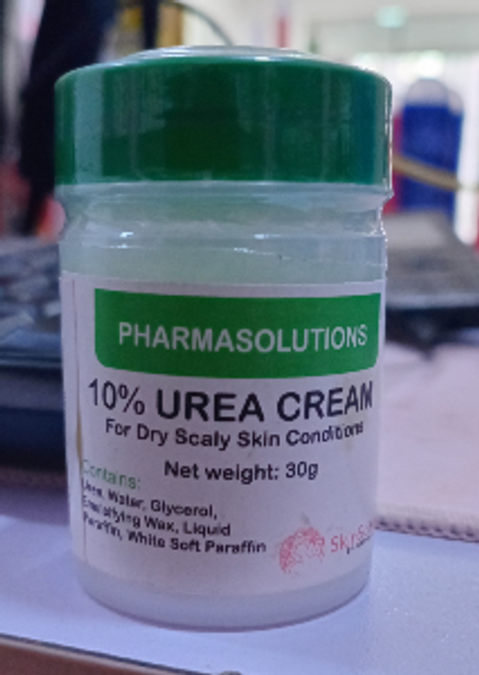 PHARMASOLUTIONS
10% UREA CREAM
For Dry Scaly Skin Conditions
Net weight: 30g
Contains:
Urea, Water, Glycerol,
Emulsifying Wax, Liquid
Paraffin, White Soft Paraffin